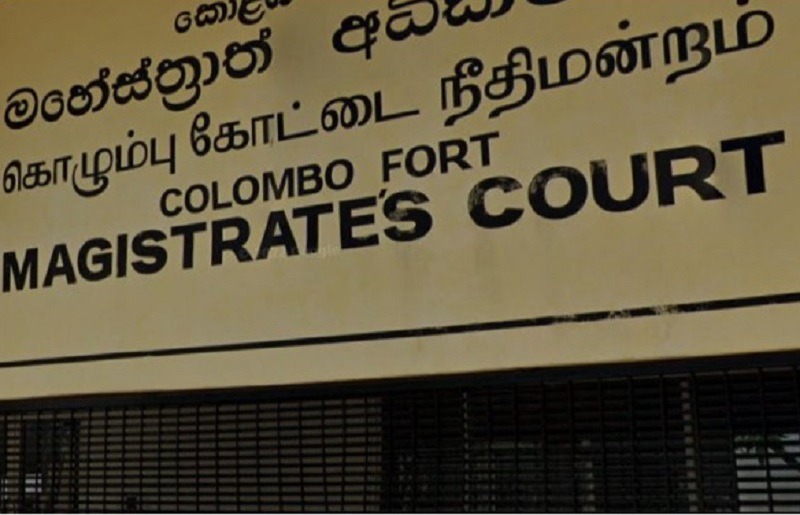 මහේස්ත්‍රාත්
கொழும்பு கோட்டை நீதிமன்றம்
COLOMBO FORT
MAGISTRATE'S COURT